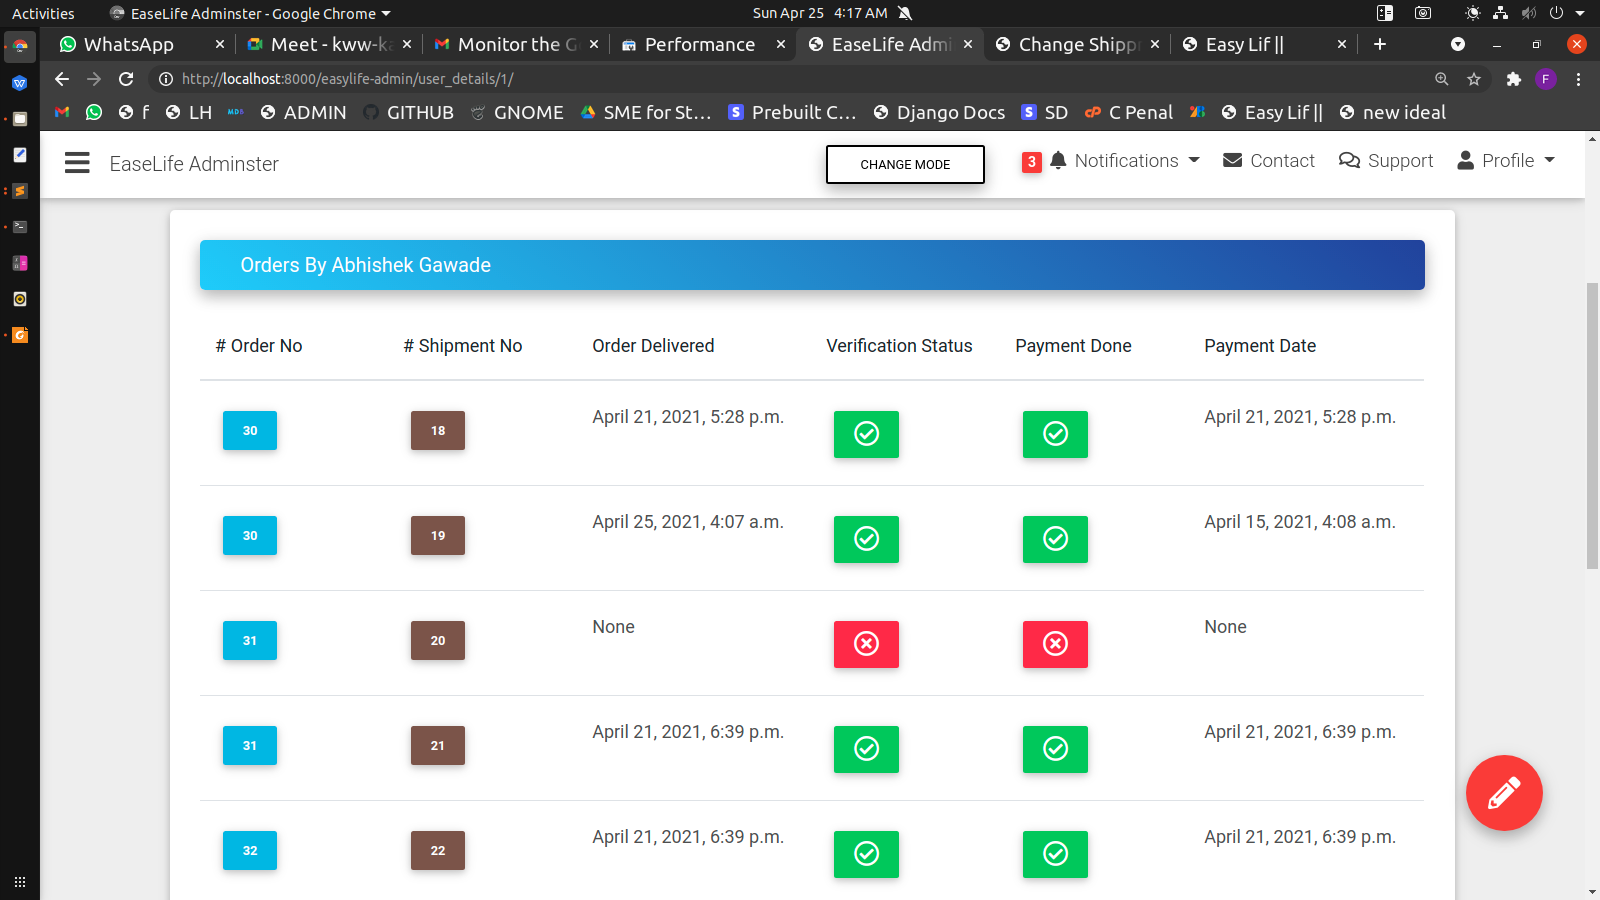 Activities EaseLife Adminster - Google Chrome Sun Apr 25 4:17 AM
WhatsApp Meet - kww-ka Monitor the G Performance EaseLife Admi Change Shipp Easy Lif ||
http://localhost:8000/easylife-admin/user_details/1/ F
f LH MDB ADMIN GITHUB GNOME SME for St... Prebuilt C... Django Docs SD C Penal Easy Lif || new ideal
EaseLife Adminster CHANGE MODE 3 Notifications Contact Support Profile
Orders By Abhishek Gawade
# Order No # Shipment No Order Delivered Verification Status Payment Done Payment Date
30 18 April 21, 2021, 5:28 p.m. April 21, 2021, 5:28 p.m.
30 19 April 25, 2021, 4:07 a.m. April 15, 2021, 4:08 a.m.
31 20 None None
31 21 April 21, 2021, 6:39 p.m. April 21, 2021, 6:39 p.m.
32 22 April 21, 2021, 6:39 p.m. April 21, 2021, 6:39 p.m.